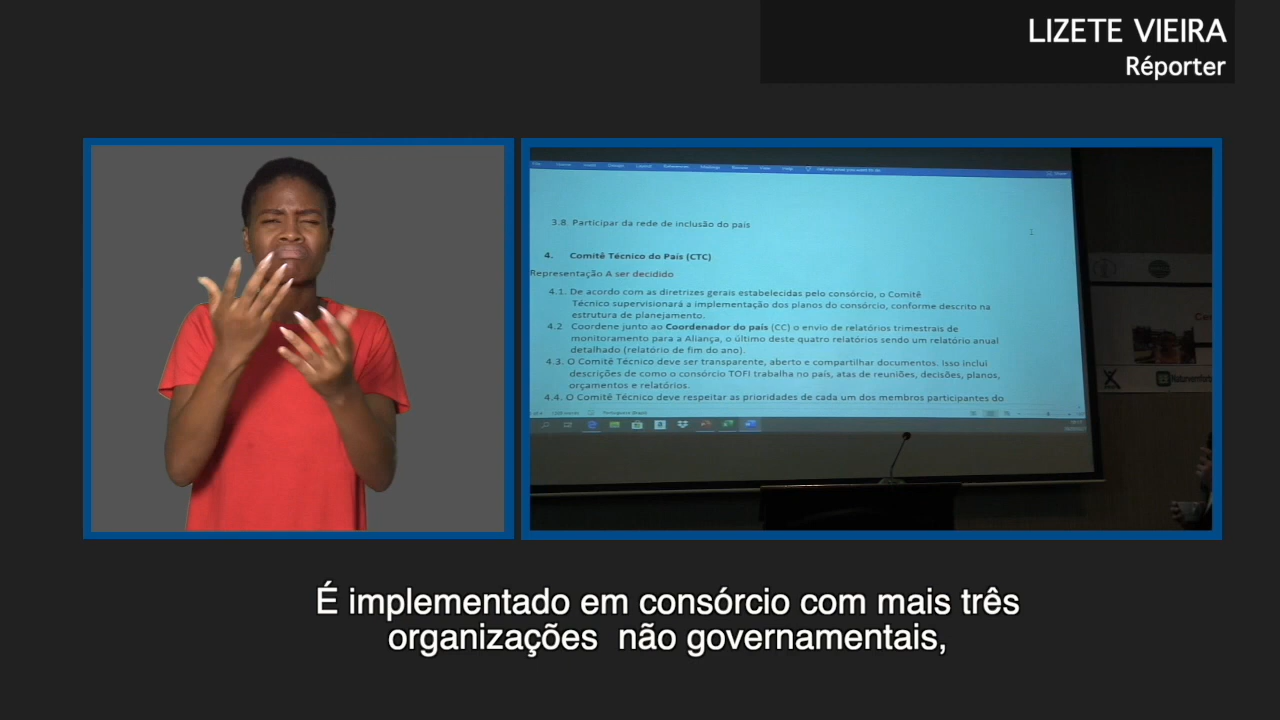 LIZETE VIEIRA
Réporter
3.8. Participar da rede de inclusão do país
1
4. Comitê Técnico do País (CTC)
Representação A ser decidido
4.1. De acordo com as diretrizes gerais estabelecidas pelo consórcio, o Comitê
Técnico supervisionará a implementação dos planos do consórcio, conforme descrito na
estrutura de planejamento.
4.2 Coordene junto ao Coordenador do país (CC) o envio de relatórios trimestrais de
monitoramento para a Aliança, o último deste quatro relatórios sendo um relatório anual
detalhado (relatório de fim do ano).
4.3. O Comitê Técnico deve ser transparente, aberto e compartilhar documentos. Isso inclui
descrições de como o consórcio TOFI trabalha no país, atas de reuniões, decisões, planos,
orçamentos e relatórios.
4.4. O Comitê Técnico deve respeitar as prioridades de cada um dos membros participantes do
É implementado em consórcio com mais três
organizações não governamentais,